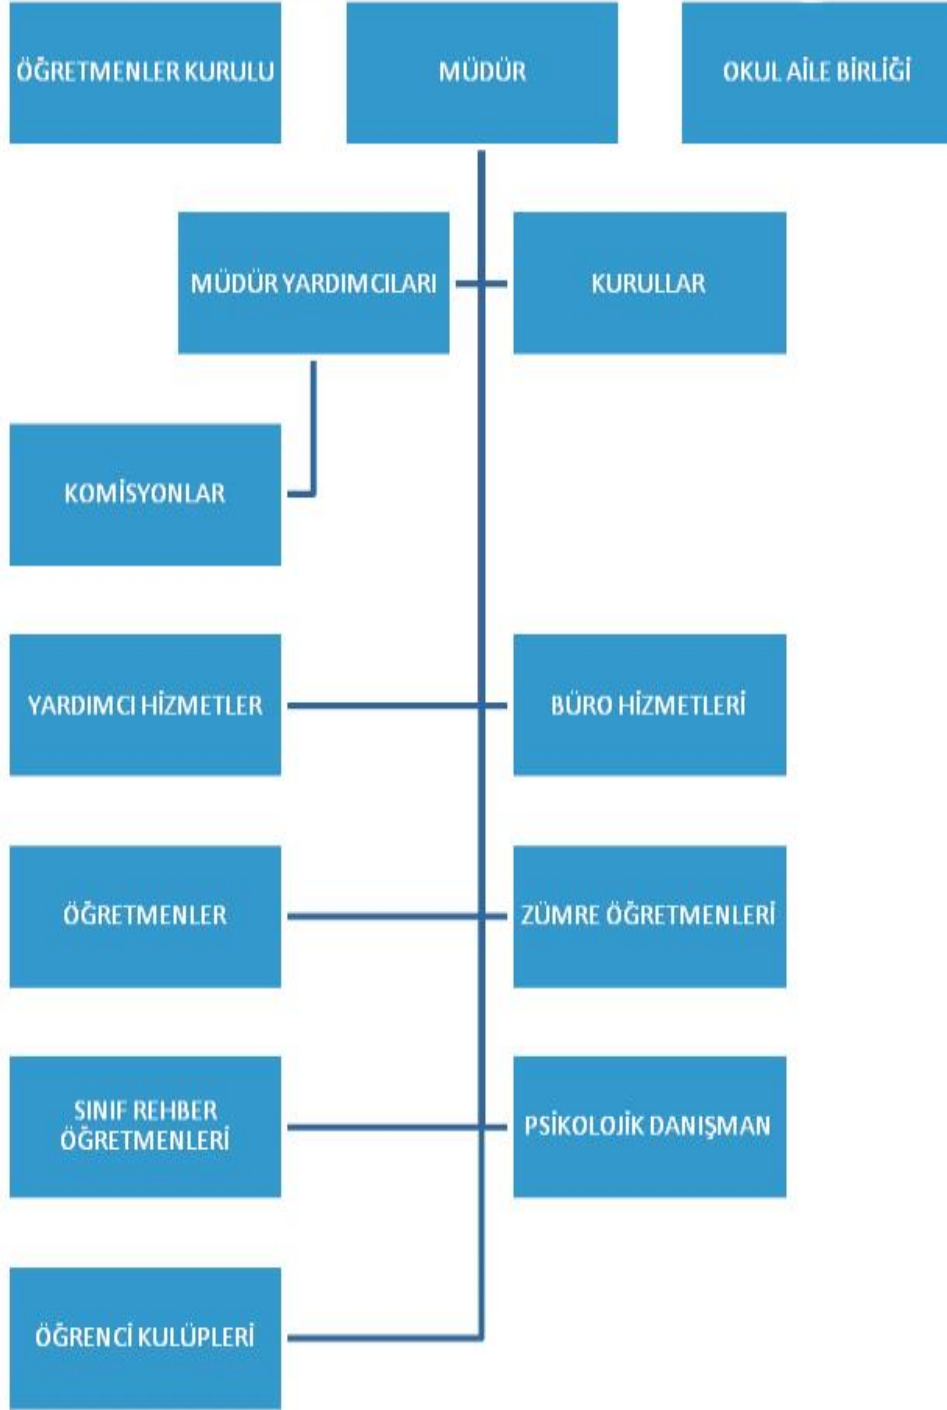 ÖĞRETMENLER KURULU
MÜDÜR
OKUL AİLE BİRLİĞİ
MÜDÜR YARDIMCILARI
KURULLAR
KOMİSYONLAR
YARDIMCI HİZMETLER
BÜRO HİZMETLERİ
ÖĞRETMENLER
ZÜMRE ÖĞRETMENLERİ
SINIF REHBER
ÖĞRETMENLERİ
PSİKOLOJİK DANIŞMAN
ÖĞRENCİ KULÜPLERİ